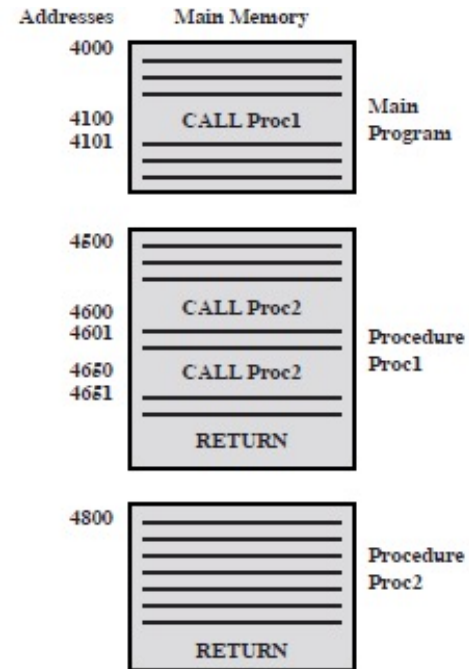 Addresses Main Memory
4000
4100 CALL Proc1 Main
4101 Program
4500
4600 CALL Proc2
4601 Procedure
4650 CALL Proc2 Proc1
4651
RETURN
4800
Procedure
Proc2
RETURN